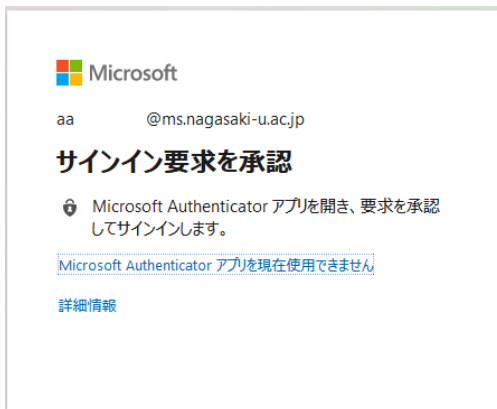 Microsoft
aa @ms.nagasaki-u.ac.jp
サインイン要求を承認
Microsoft Authenticator アプリを開き、要求を承認
してサインインします。
Microsoft Authenticator アプリを現在使用できません
詳細情報